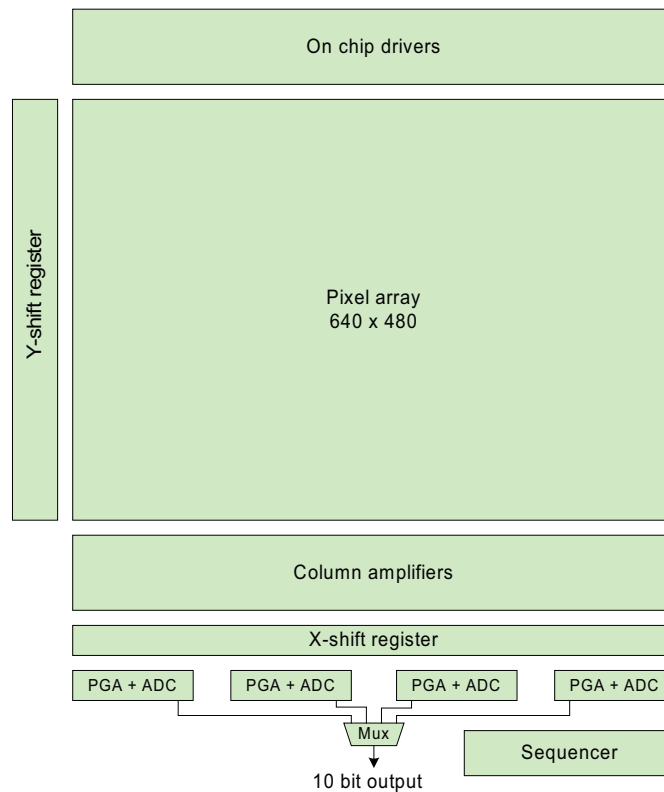 On chip drivers
Y-shift register
Pixel array
640 x 480
Column amplifiers
X-shift register
PGA + ADC
PGA + ADC
PGA + ADC
PGA + ADC
Mux
Sequencer
10 bit output